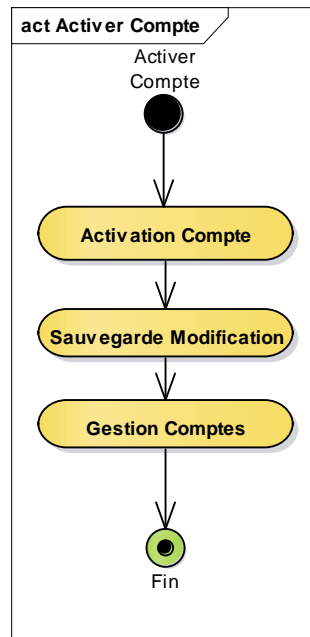 act Activer Compte
Activer
Compte
Activation Compte
Sauvegarde Modification
Gestion Comptes
Fin